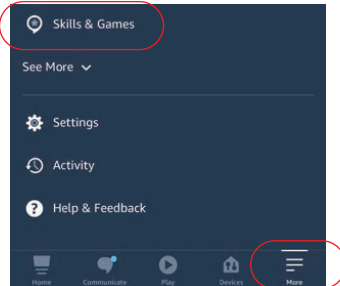 Skills & Games
See More
Settings
Activity
Help & Feedback
Home Communicate Play Devices More